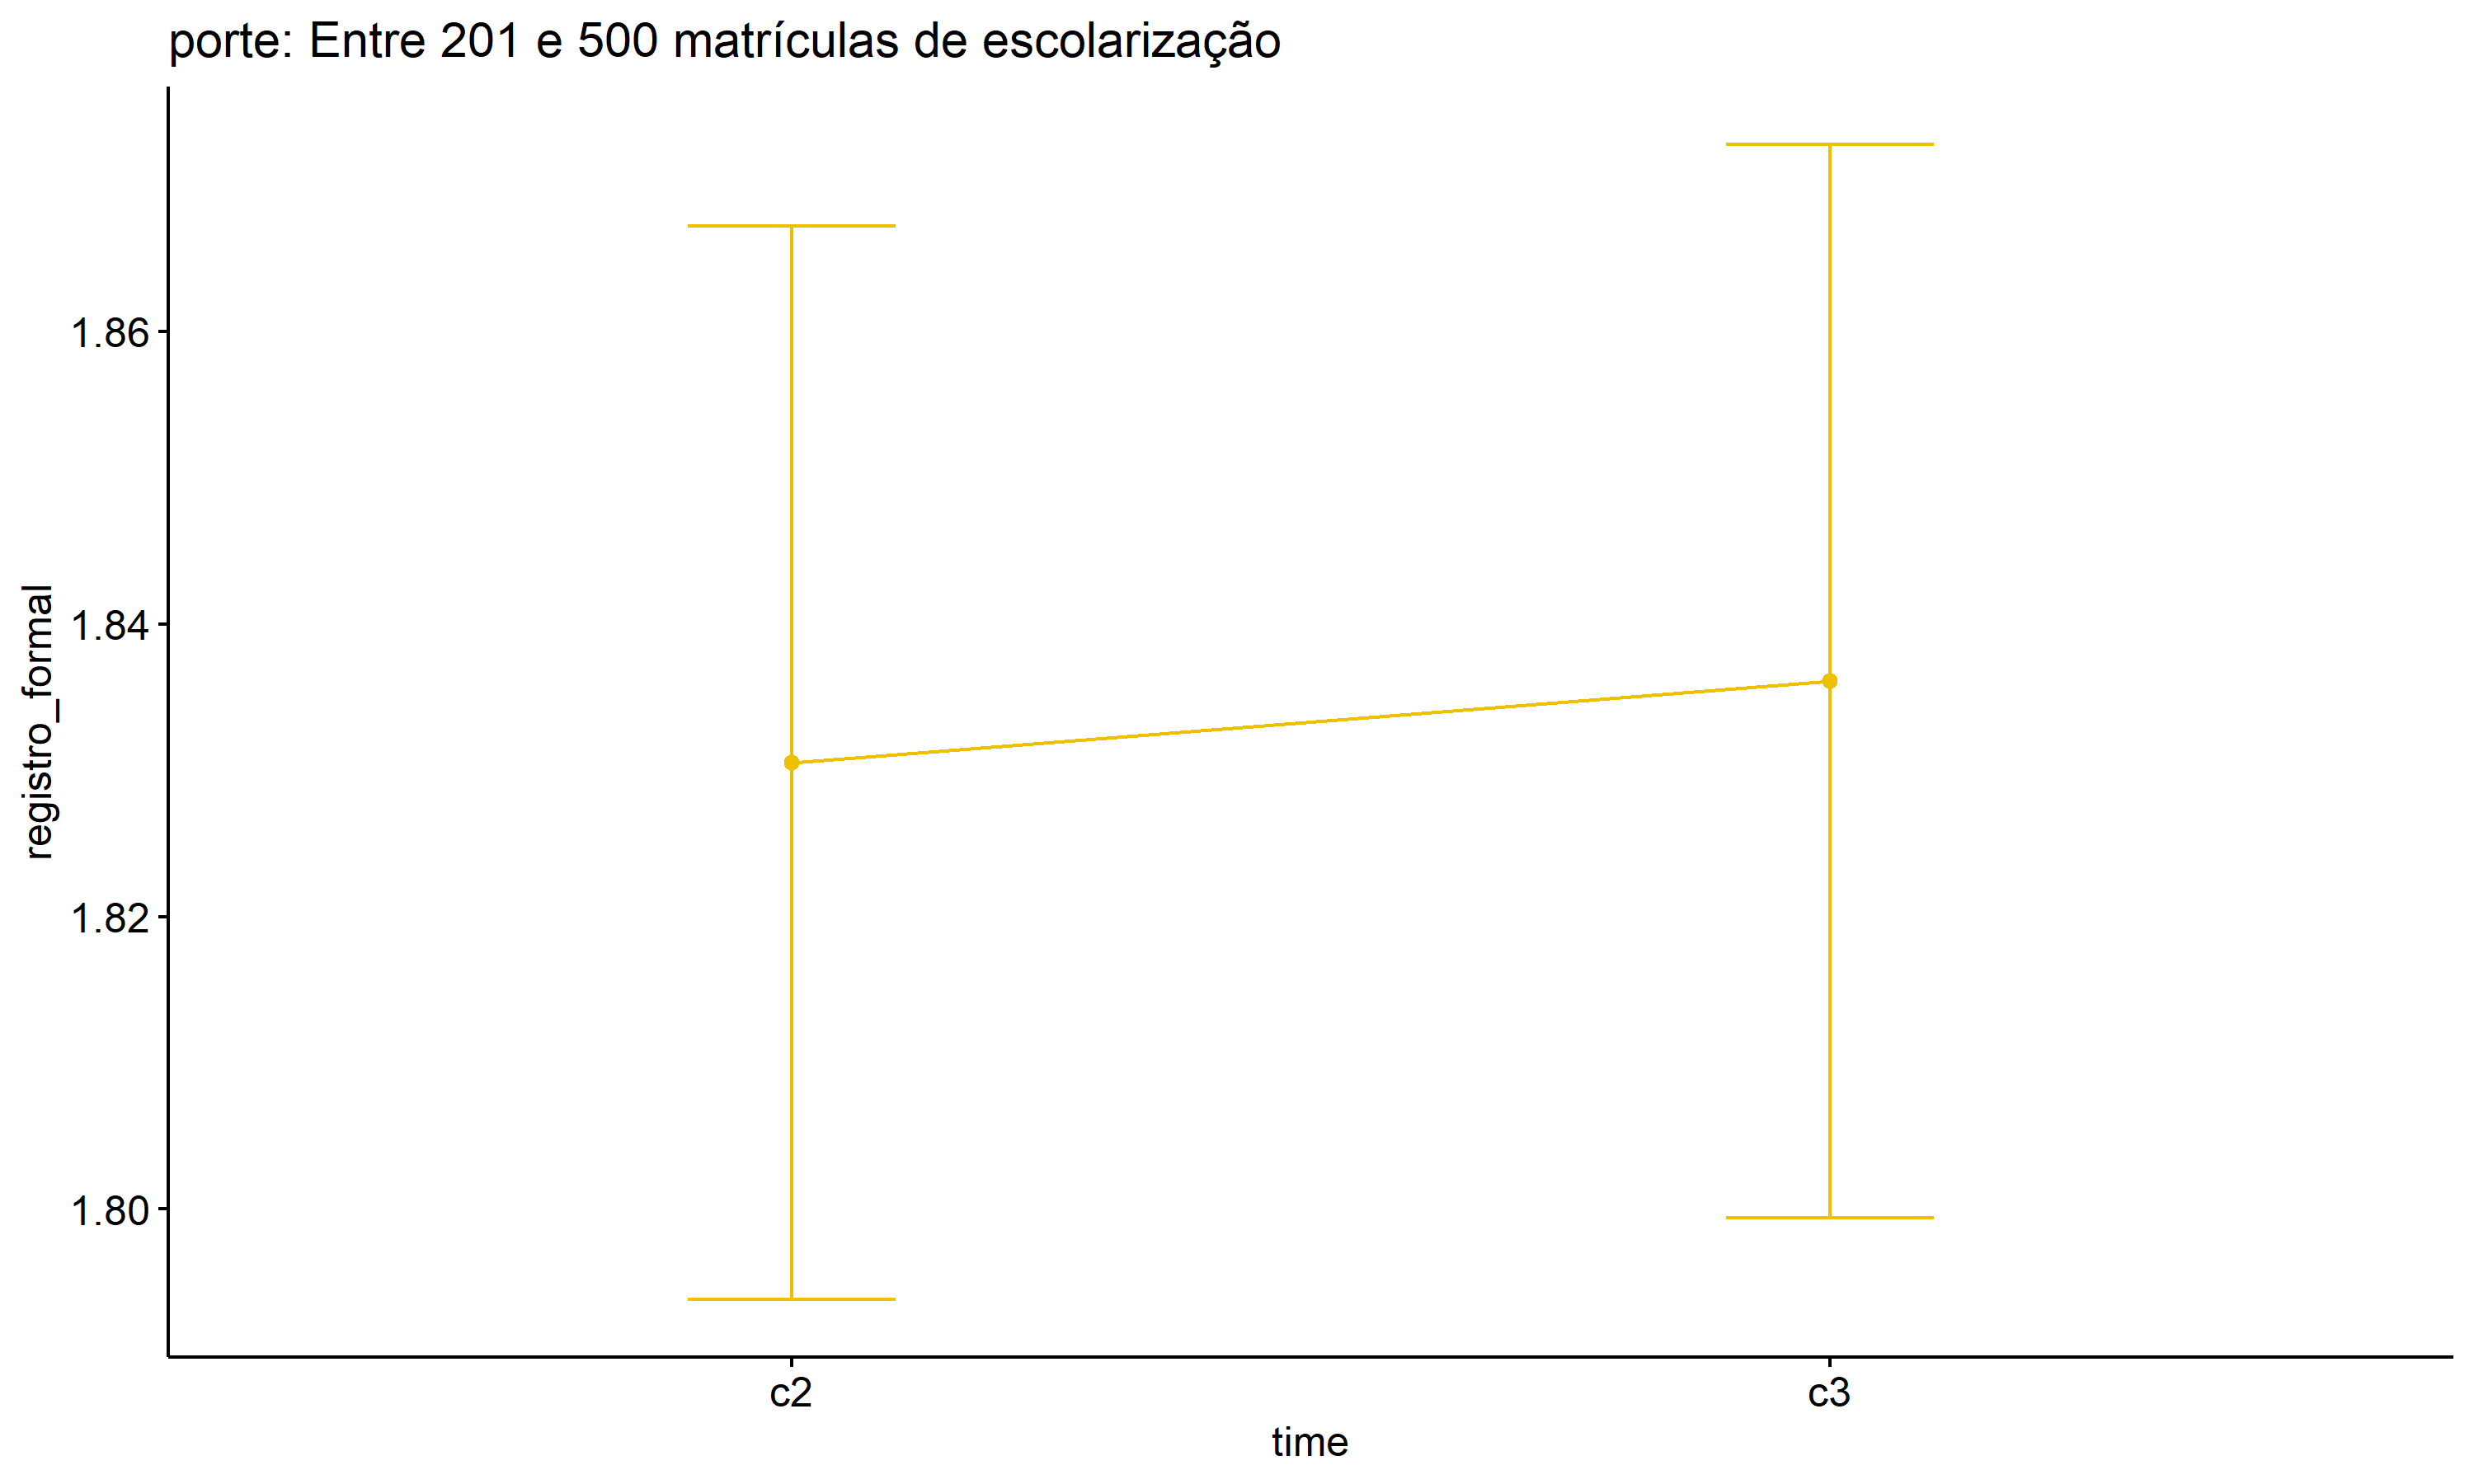 porte: Entre 201 e 500 matrículas de escolarização
registro_formal
1.86
1.84
1.82
1.80
c2
c3
time